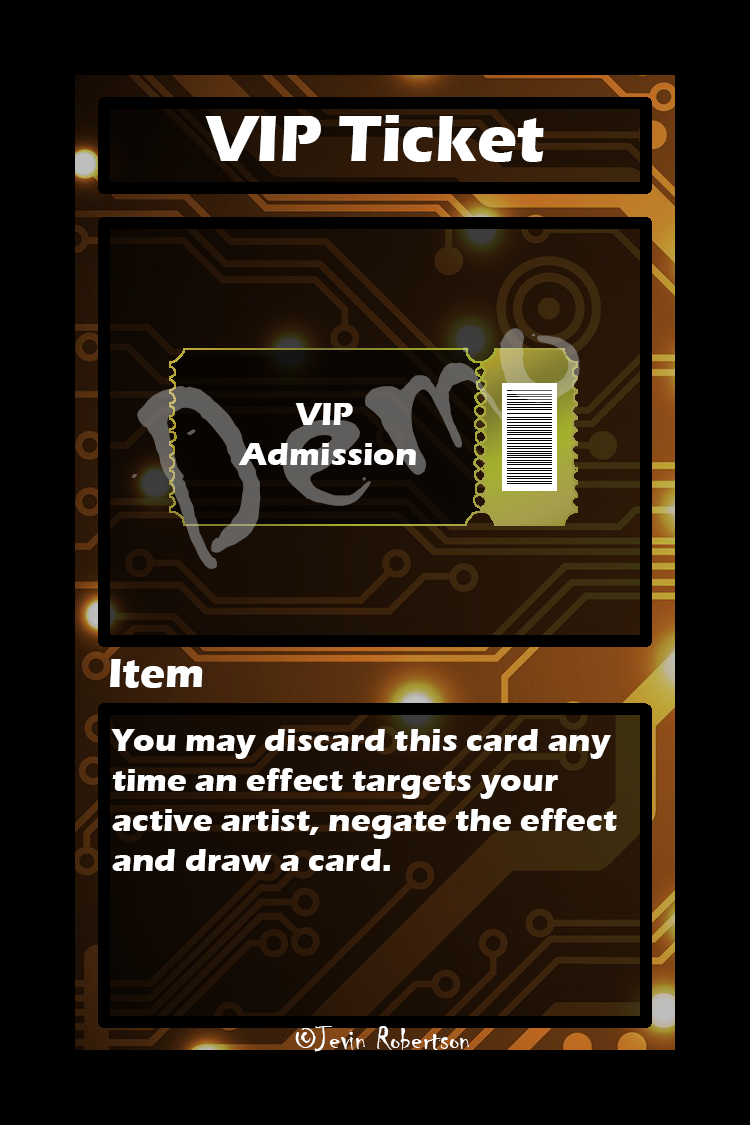 VIP Ticket
VIP
Admission
Demo
Item
You may discard this card any
time an effect targets your
active artist, negate the effect
and draw a card.
©Jevin Robertson